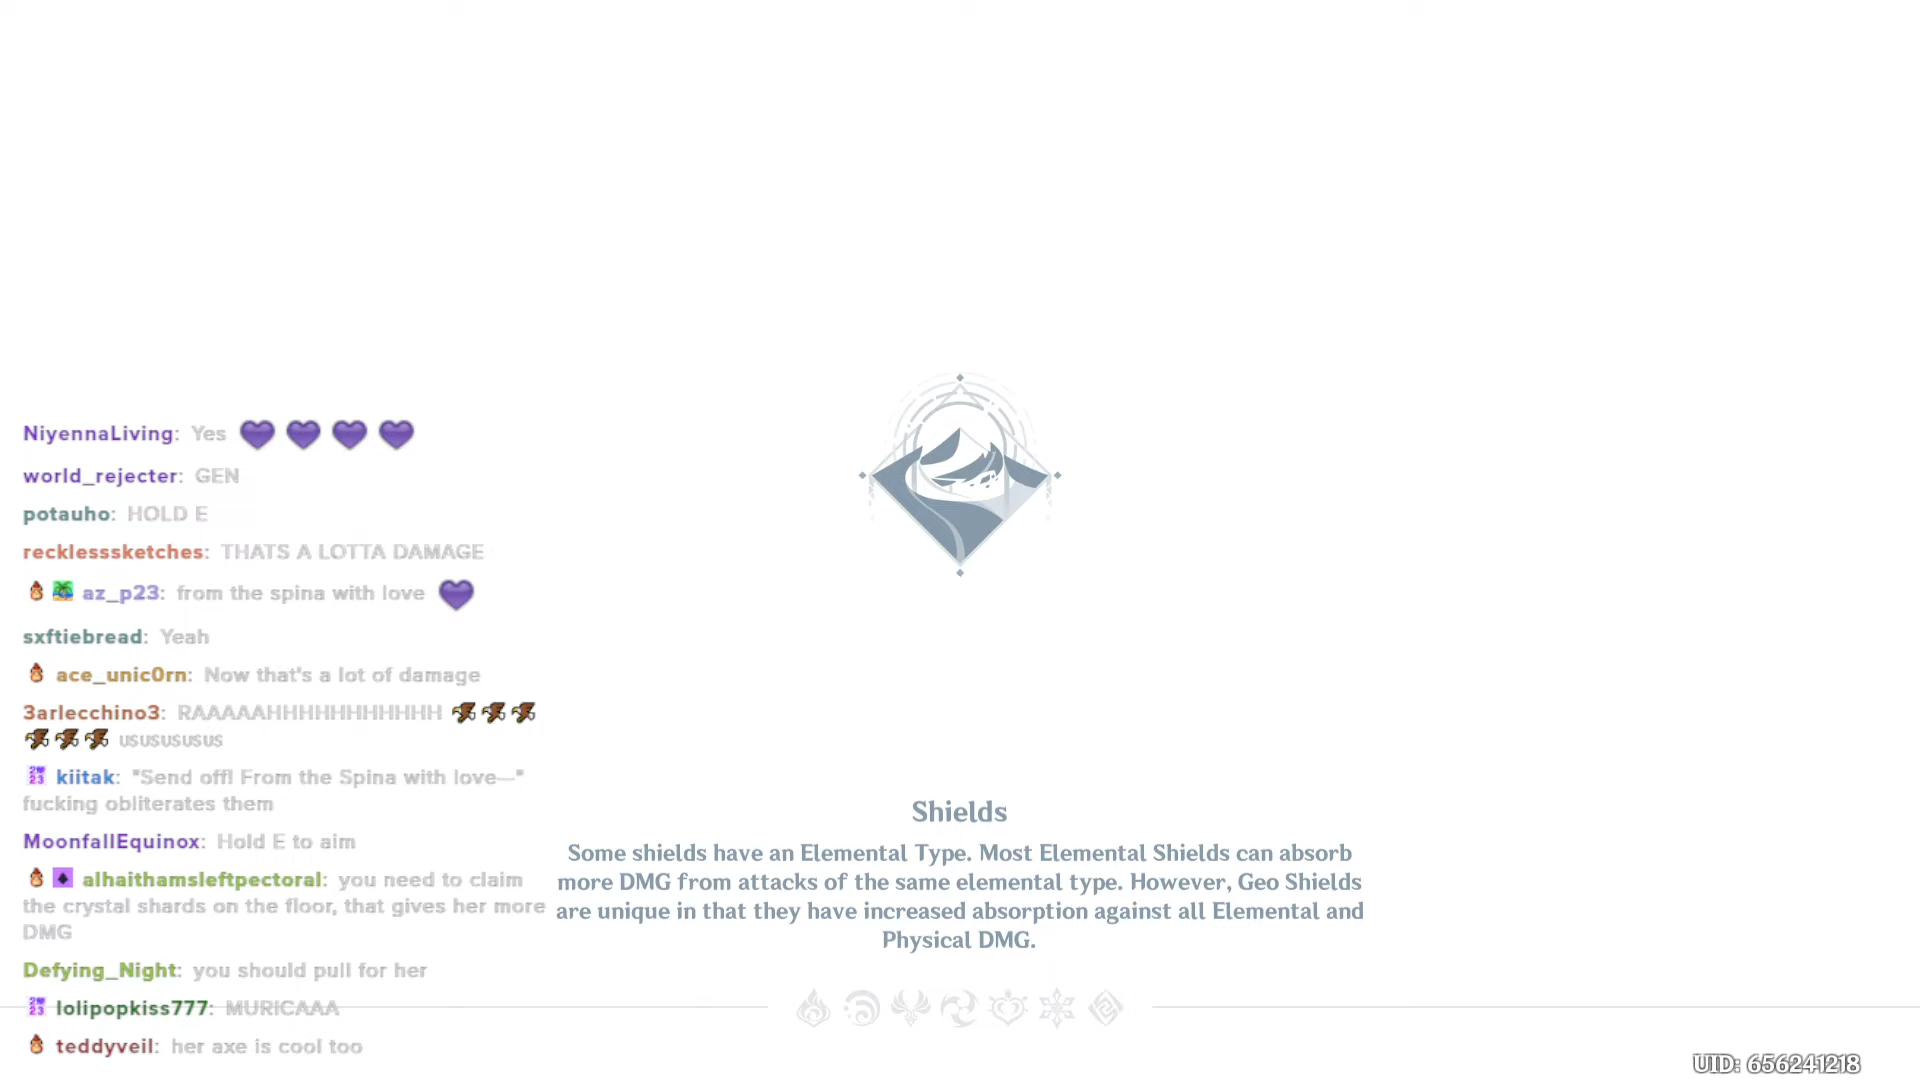 NiyennaLiving: Yes
world_rejecter: GEN
potauho: HOLD E
recklesssketches: THATS A LOTTA DAMAGE
az_p23: from the spina with love
sxftiebread: Yeah
ace_unic0rn: Now that's a lot of damage
3arlecchino3: RAAAAAHHHHHHHHHHHH
usususususus
kiitak: "Send off! From the Spina with love—"
fucking obliterates them
MoonfallEquinox: Hold E to aim
alhaithamsleftpectoral: you need to claim
the crystal shards on the floor, that gives her more
DMG
Defying_Night: you should pull for her
lolipopkiss777: MURICAAA
teddyveil: her axe is cool too
Shields
Some shields have an Elemental Type. Most Elemental Shields can absorb
more DMG from attacks of the same elemental type. However, Geo Shields
are unique in that they have increased absorption against all Elemental and
Physical DMG.
UID: 656241218